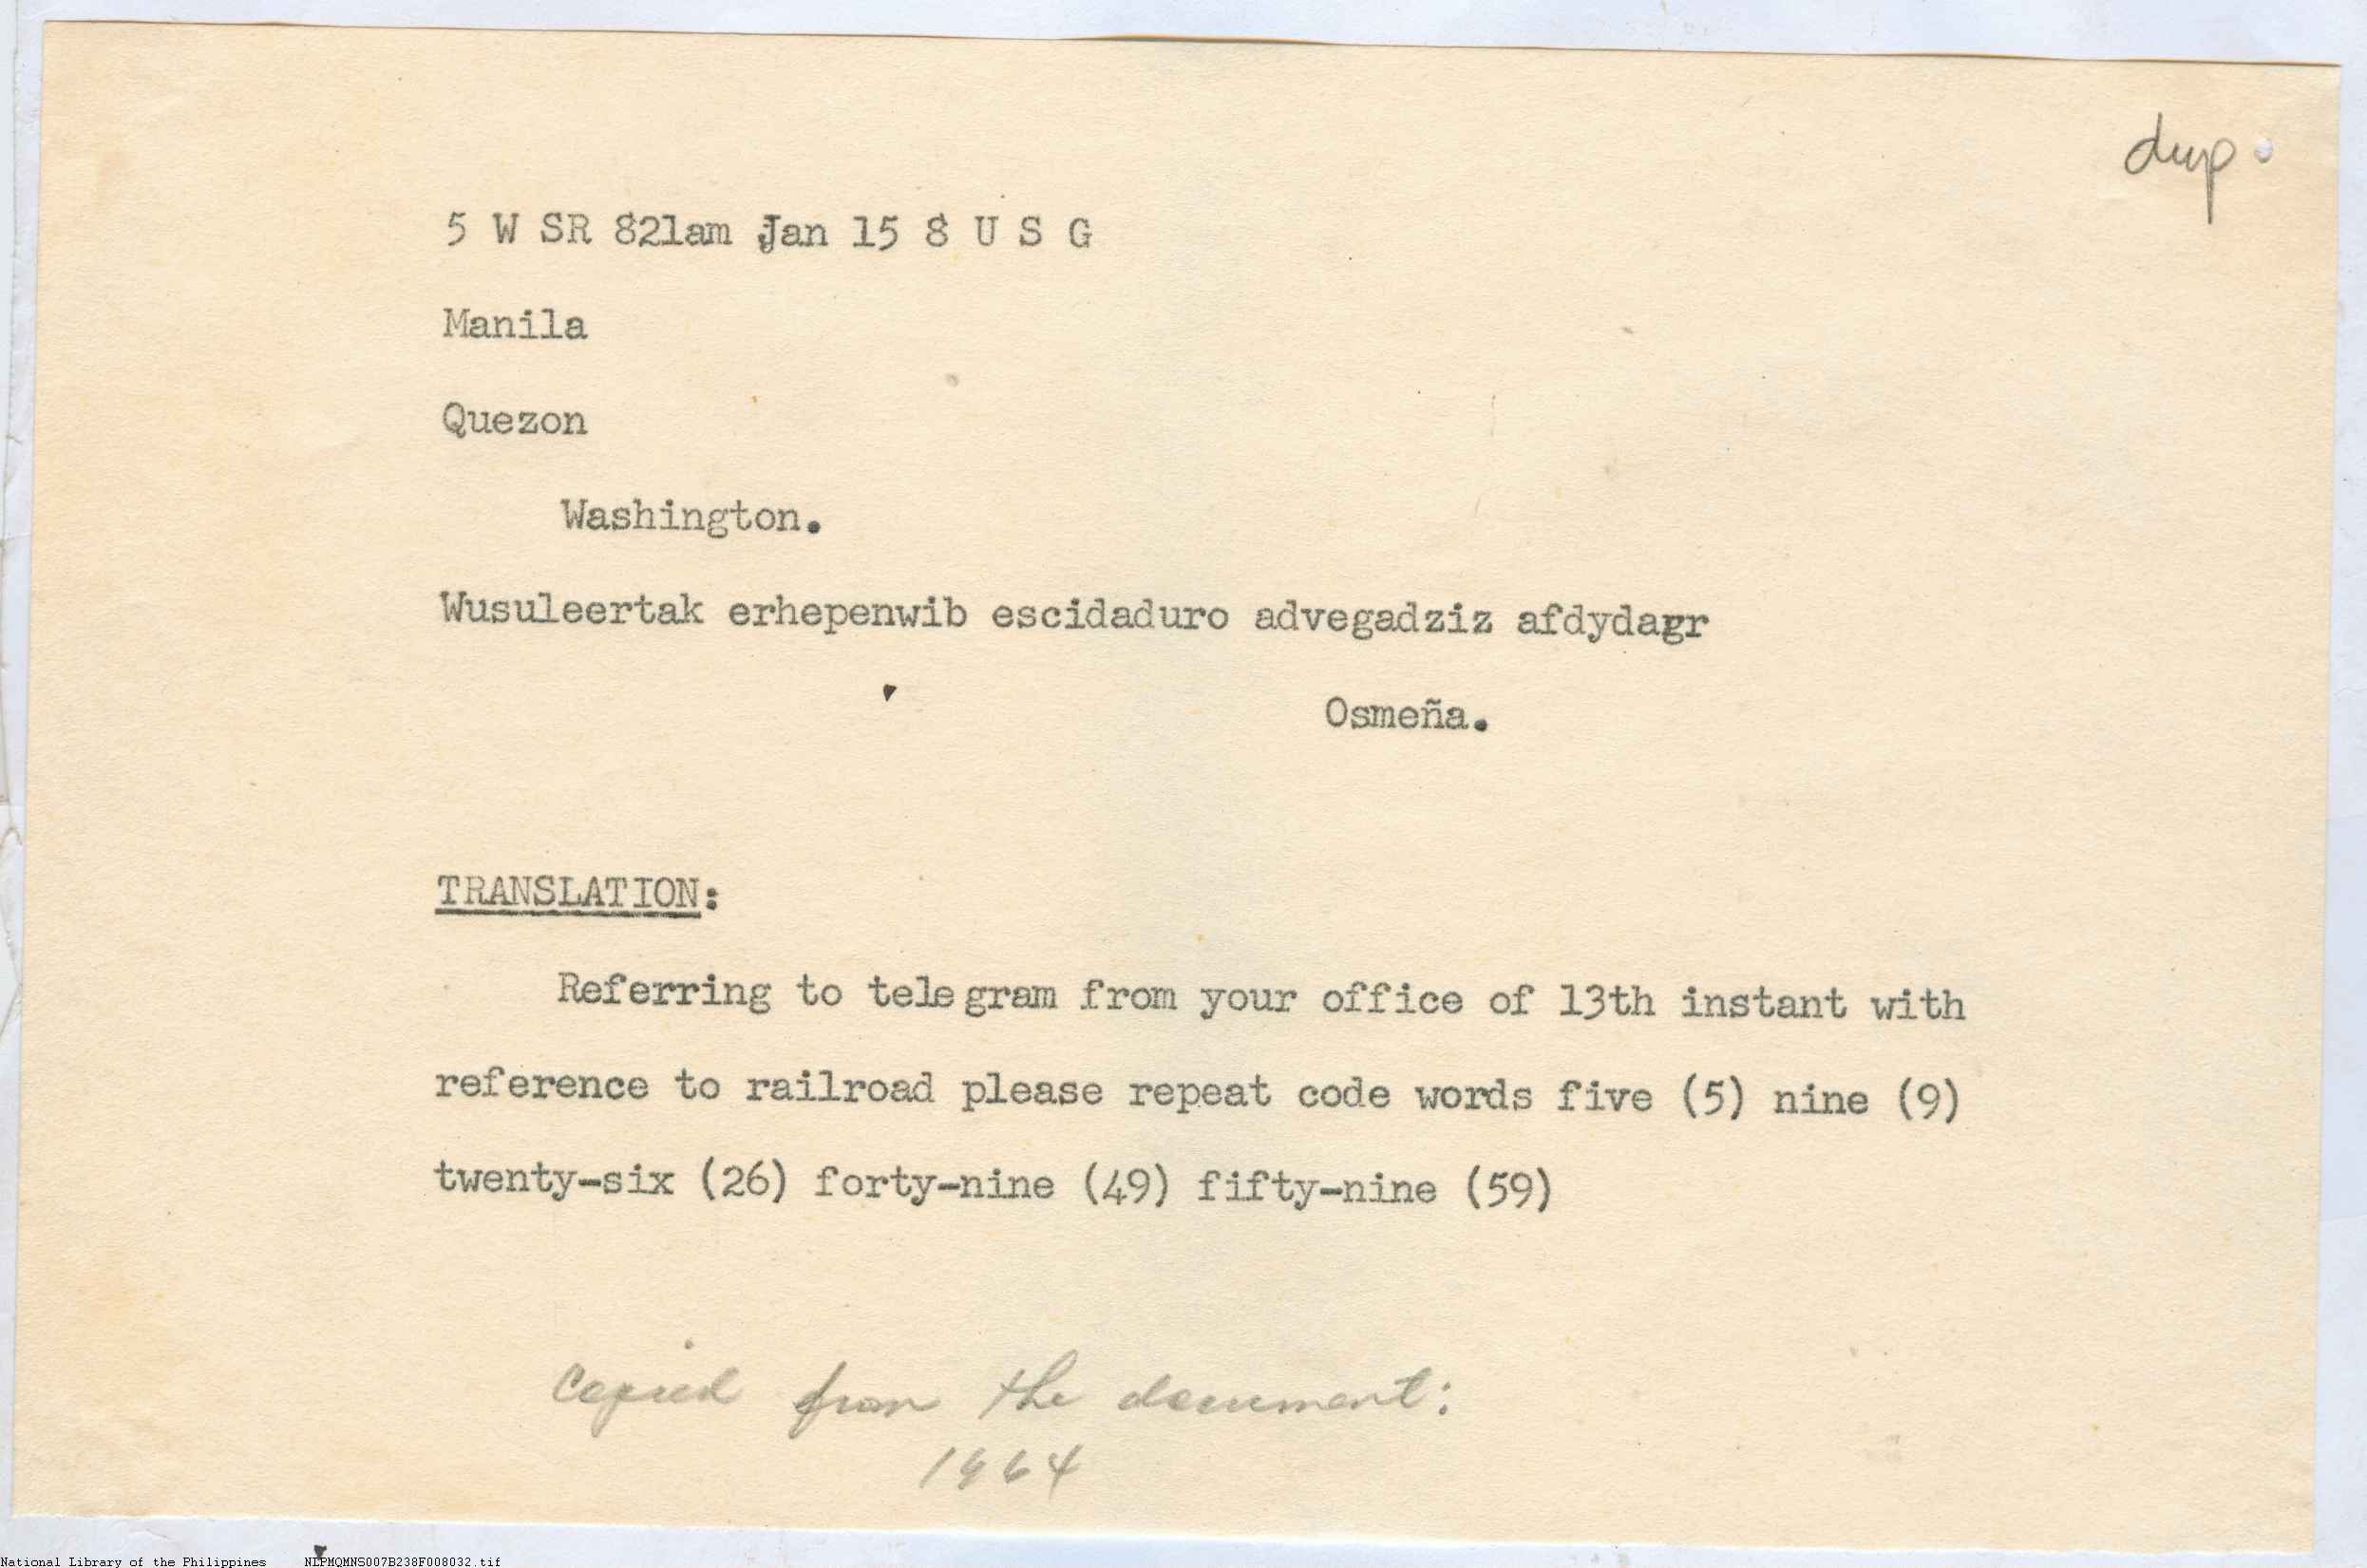 dup.
5 W SR 821am Jan 15 8 U S G
Manila
Quezon
Washington.
Wusuleertak erhepenwib escidaduro advegadziz afdydagr
Osmeña.
TRANSLATION:
Referring to telegram from your office of 13th instant with
reference to railroad please repeat code words five (5) nine (9)
twenty-six (26) forty-nine (49) fifty-nine (59)
Copied from the document:
1964
National Library of the Philippines NLPMQMNS007B238F008032.tif